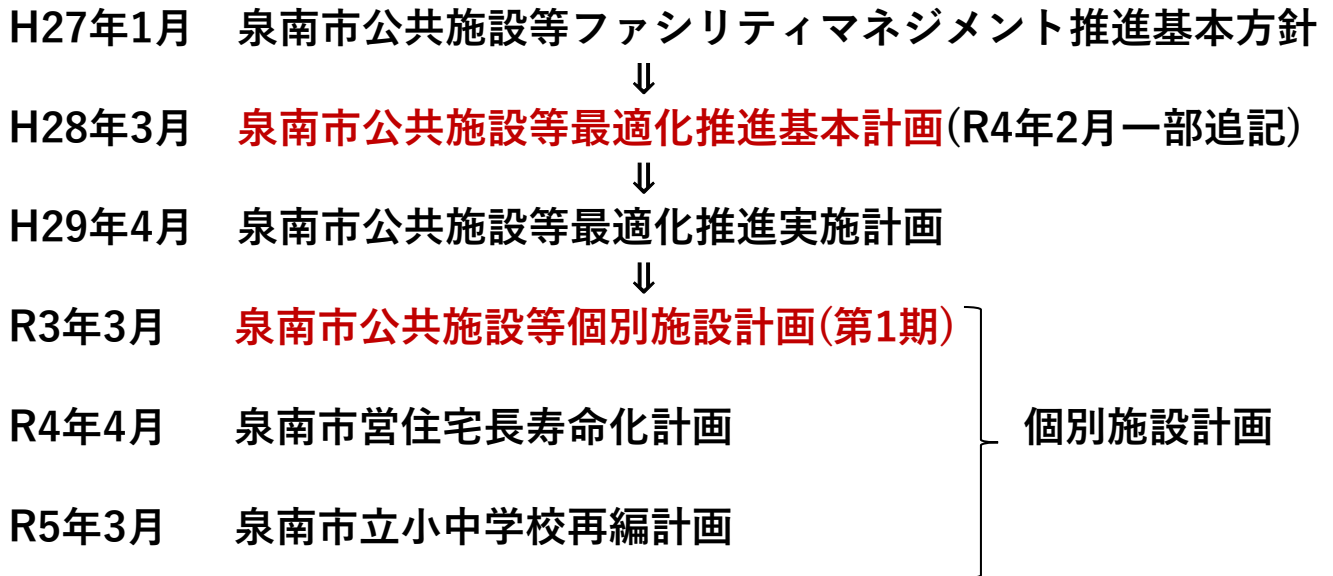 H27年1月 泉南市公共施設等ファシリティマネジメント推進基本方針
⇓
H28年3月 泉南市公共施設等最適化推進基本計画(R4年2月一部追記)
⇓
H29年4月 泉南市公共施設等最適化推進実施計画
⇓
R3年3月 泉南市公共施設等個別施設計画(第1期)
R4年4月 泉南市営住宅長寿命化計画 個別施設計画
R5年3月 泉南市立小中学校再編計画